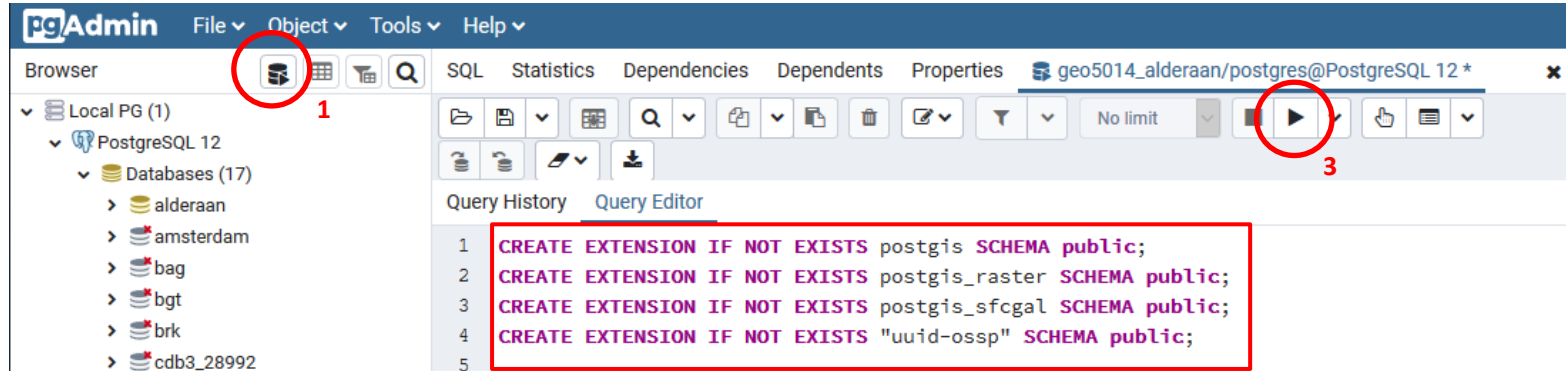 pgAdmin File Object Tools Help
Browser
1
SQL Statistics Dependencies Dependents Properties geo5014_alderaan/postgres@PostgreSQL 12 *
Local PG (1)
PostgreSQL 12
Databases (17)
alderaan
amsterdam
bag
bgt
brk
cdb3_28992
No limit
3
Query History Query Editor
1 CREATE EXTENSION IF NOT EXISTS postgis SCHEMA public;
2 CREATE EXTENSION IF NOT EXISTS postgis_raster SCHEMA public;
3 CREATE EXTENSION IF NOT EXISTS postgis_sfcgal SCHEMA public;
4 CREATE EXTENSION IF NOT EXISTS "uuid-ossp" SCHEMA public;
5